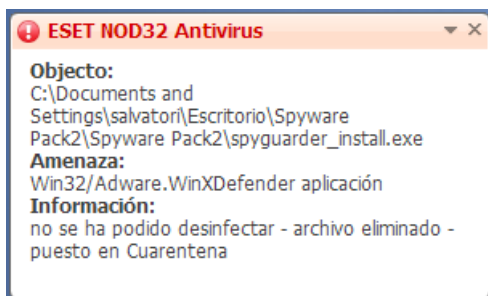 ESET NOD32 Antivirus
Objecto:
C:\Documents and
Settings\salvatori\Escritorio\Spyware
Pack2\Spyware Pack2\spyguarder_install.exe
Amenaza:
Win32/Adware.WinXDefender aplicación
Información:
no se ha podido desinfectar - archivo eliminado -
puesto en Cuarentena